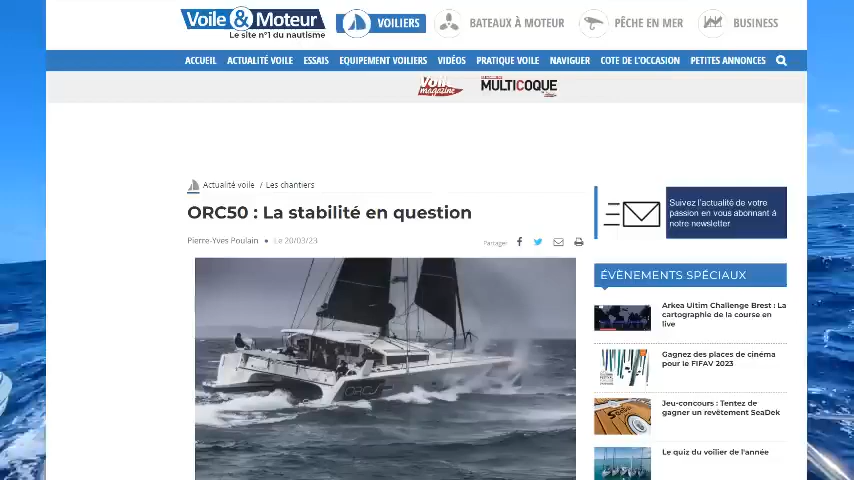 Voile & Moteur
Le site n°1 du nautisme
VOILIERS
BATEAUX À MOTEUR
PÊCHE EN MER
BUSINESS
ACCUEIL ACTUALITÉ VOILE ESSAIS EQUIPEMENT VOILIERS VIDÉOS PRATIQUE VOILE NAVIGUER COTE DE L'OCCASION PETITES ANNONCES
Voile magazine
MULTICOQUE
Actualité voile / Les chantiers
ORC50 : La stabilité en question
Pierre-Yves Poulain • Le 20/03/23
Partager
ORC
Suivez l'actualité de votre
passion en vous abonnant à
notre newsletter
ÉVÈNEMENTS SPÉCIAUX
Arkea Ultim Challenge Brest : La
cartographie de la course en
live
Gagnez des places de cinéma
pour le FIFAV 2023
Jeu-concours : Tentez de
gagner un revêtement SeaDek
Le quiz du voilier de l'année